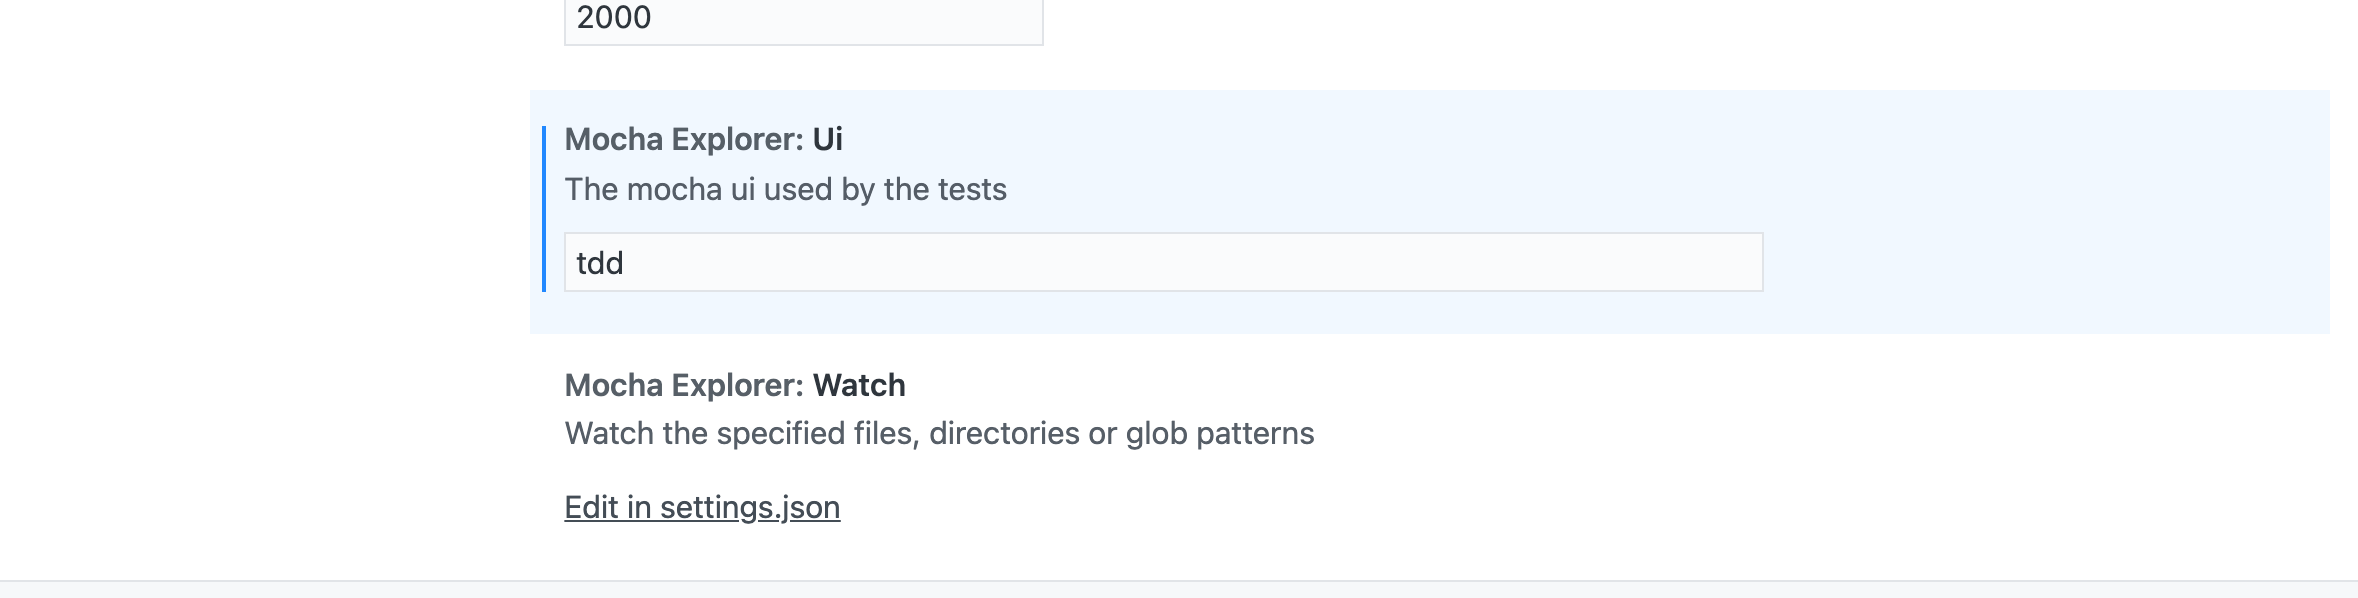 2000
Mocha Explorer: Ui
The mocha ui used by the tests
tdd
Mocha Explorer: Watch
Watch the specified files, directories or glob patterns
Edit in settings.json